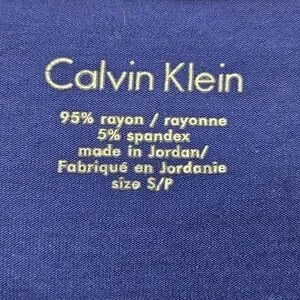 Calvin Klein
95% rayon / rayonne
5% spandex
made in Jordan/
Fabriqué en Jordanie
size S/P